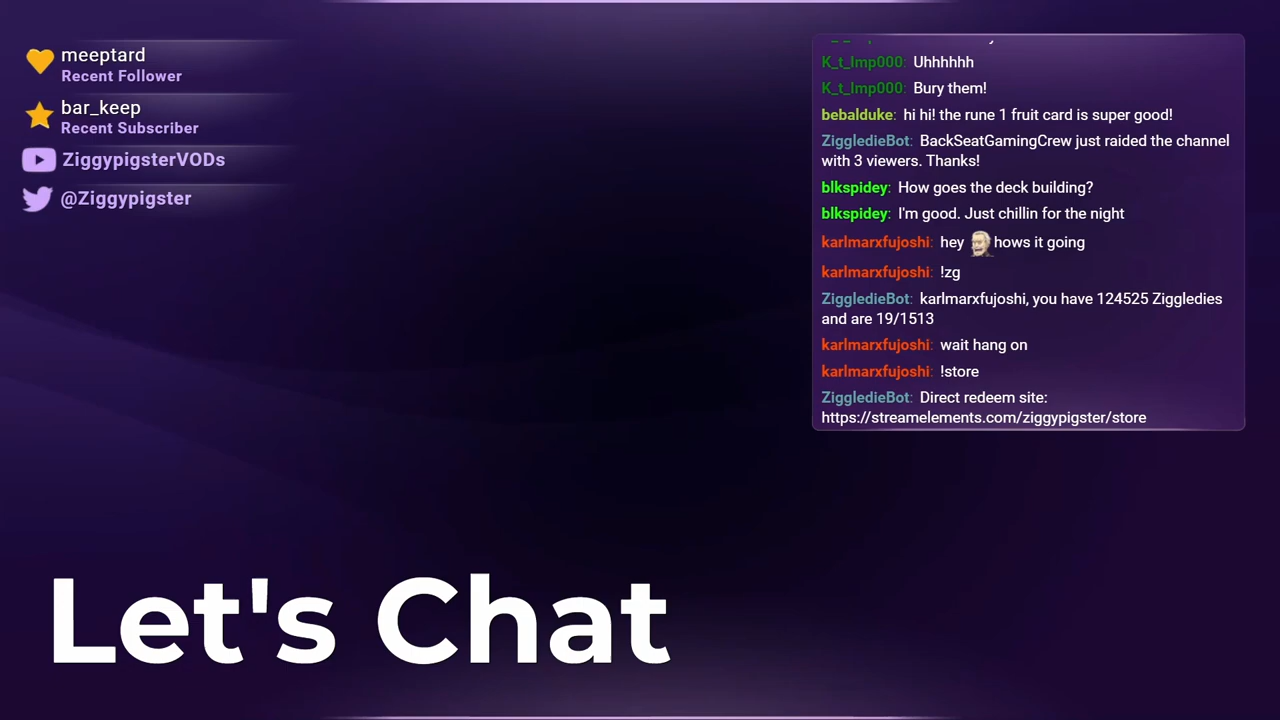 meeptard
Recent Follower
bar_keep
Recent Subscriber
ZiggypigsterVODs
@Ziggypigster
K_t_Imp000: Uhhhhhh
K_t_Imp000: Bury them!
bebalduke: hi hi! the rune 1 fruit card is super good!
ZiggledieBot: BackSeatGamingCrew just raided the channel
with 3 viewers. Thanks!
blkspidey: How goes the deck building?
blkspidey: I'm good. Just chillin for the night
karlmarxfujoshi: hey hows it going
karlmarxfujoshi: !zg
ZiggledieBot: karlmarxfujoshi, you have 124525 Ziggledies
and are 19/1513
karlmarxfujoshi: wait hang on
karlmarxfujoshi: !store
ZiggledieBot: Direct redeem site:
https://streamelements.com/ziggypigster/store
Let's Chat